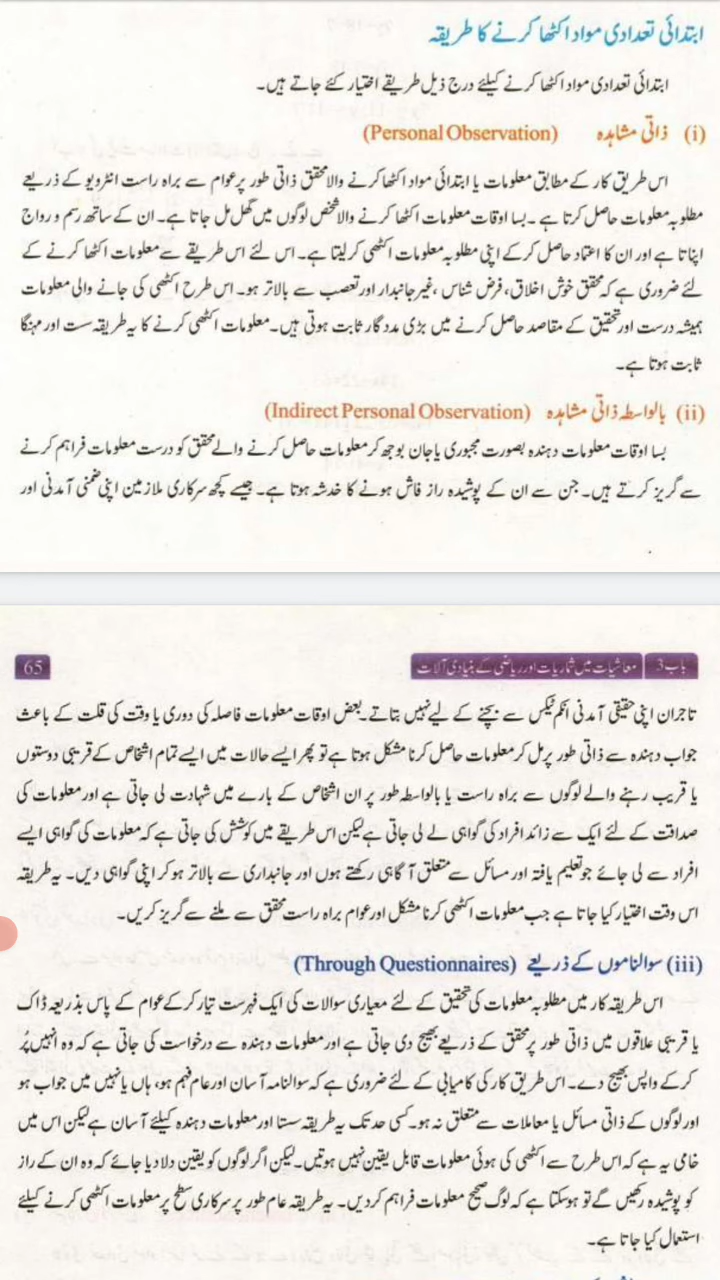 ابتدائی تعدادی مواد اکٹھا کرنے کا طریقہ
ابتدائی تعدادی مواد اکٹھا کرنے کیلئے درج ذیل طریقے اختیار کئے جاتے ہیں۔
(i) ذاتی مشاہدہ (Personal Observation)
اس طریق کار کے مطابق معلومات یا ابتدائی مواد اکٹھا کرنے والا محقق ذاتی طور پر عوام سے براہ راست انٹرویو کے ذریعے
مطلوبہ معلومات حاصل کرتا ہے۔ بسا اوقات معلومات اکٹھا کرنے والا شخص لوگوں میں گھل مل جاتا ہے۔ ان کے ساتھ رسم و رواج
اپناتا ہے اور ان کا اعتماد حاصل کر کے اپنی مطلوبہ معلومات اکٹھی کر لیتا ہے۔ اس لئے اس طریقے سے معلومات اکٹھا کرنے کے
لئے ضروری ہے کہ محقق خوش اخلاق، فرض شناس، غیر جانبدار اور تعصب سے بالاتر ہو۔ اس طرح اکٹھی کی جانے والی معلومات
ہمیشہ درست اور تحقیق کے مقاصد حاصل کرنے میں بڑی مددگار ثابت ہوتی ہیں۔ معلومات اکٹھی کرنے کا یہ طریقہ سست اور مہنگا
ثابت ہوتا ہے۔
(ii) بالواسطہ ذاتی مشاہدہ (Indirect Personal Observation)
بسا اوقات معلومات دہندہ بصورت مجبوری یا جان بوجھ کر معلومات حاصل کرنے والے محقق کو درست معلومات فراہم کرنے
سے گریز کرتے ہیں۔ جن سے ان کے پوشیدہ راز فاش ہونے کا خدشہ ہوتا ہے۔ جیسے کچھ سرکاری ملازمین اپنی ضمنی آمدنی اور
باب 3 معاشیات میں شماریات اور ریاضی کے بنیادی آلات 65
تاجران اپنی حقیقی آمدنی انکم ٹیکس سے بچنے کے لیے نہیں بتاتے۔ بعض اوقات معلومات فاصلہ کی دوری یا وقت کی قلت کے باعث
جواب دہندہ سے ذاتی طور پر مل کر معلومات حاصل کرنا مشکل ہوتا ہے تو پھر ایسے حالات میں ایسے تمام اشخاص کے قریبی دوستوں
یا قریب رہنے والے لوگوں سے براہ راست یا بالواسطہ طور پر ان اشخاص کے بارے میں شہادت لی جاتی ہے اور معلومات کی
صداقت کے لئے ایک سے زائد افراد کی گواہی لے لی جاتی ہے لیکن اس طریقے میں کوشش کی جاتی ہے کہ معلومات کی گواہی ایسے
افراد سے لی جائے جو تعلیم یافتہ اور مسائل سے متعلق آگاہی رکھتے ہوں اور جانبداری سے بالاتر ہو کر اپنی گواہی دیں۔ یہ طریقہ
اس وقت اختیار کیا جاتا ہے جب معلومات اکٹھی کرنا مشکل اور عوام براہ راست محقق سے ملنے سے گریز کریں۔
(iii) سوالناموں کے ذریعے (Through Questionnaires)
اس طریقہ کار میں مطلوبہ معلومات کی تحقیق کے لئے معیاری سوالات کی ایک فہرست تیار کر کے عوام کے پاس بذریعہ ڈاک
یا قریبی علاقوں میں ذاتی طور پر محقق کے ذریعے بھیج دی جاتی ہے اور معلومات دہندہ سے درخواست کی جاتی ہے کہ وہ انہیں پُر
کر کے واپس بھیج دے۔ اس طریق کار کی کامیابی کے لئے ضروری ہے کہ سوالنامہ آسان اور عام فہم ہو، ہاں یا نہیں میں جواب ہو
اور لوگوں کے ذاتی مسائل یا معاملات سے متعلق نہ ہو۔ کسی حد تک یہ طریقہ سستا اور معلومات دہندہ کیلئے آسان ہے لیکن اس میں
خامی یہ ہے کہ اس طرح سے اکٹھی کی ہوئی معلومات قابل یقین نہیں ہوتیں۔ لیکن اگر لوگوں کو یقین دلا دیا جائے کہ وہ ان کے راز
کو پوشیدہ رکھیں گے تو ہو سکتا ہے کہ لوگ صحیح معلومات فراہم کر دیں۔ یہ طریقہ عام طور پر سرکاری سطح پر معلومات اکٹھی کرنے کیلئے
استعمال کیا جاتا ہے۔